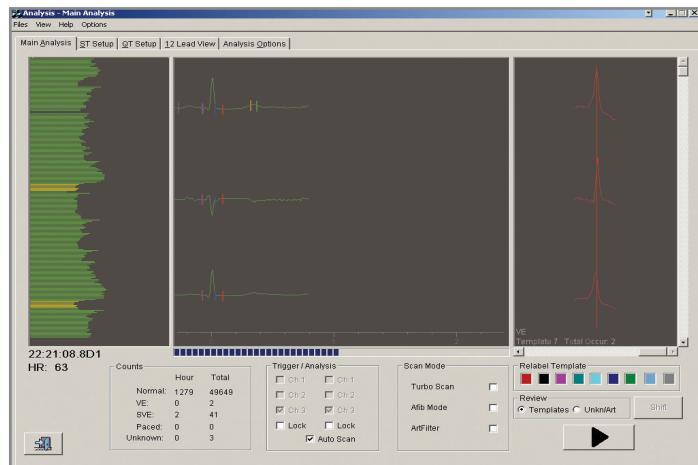 Analysis - Main Analysis
Files View Help Options
Main Analysis ST Setup QT Setup 12 Lead View Analysis Options
1 2
VE
Template 7 Total Occur: 2
22:21:08.8D1
HR: 63
Counts
Hour Total
Normal: 1279 49649
VE: 0 2
SVE: 2 41
Paced: 0 0
Unknown: 0 3
Trigger / Analysis
Ch 1 Ch 1
Ch 2 Ch 2
Ch 3 Ch 3
Lock Lock
Auto Scan
Scan Mode
Turbo Scan
Afib Mode
ArtFilter
Relabel Template
Review
Templates Unkn/Art
Shift